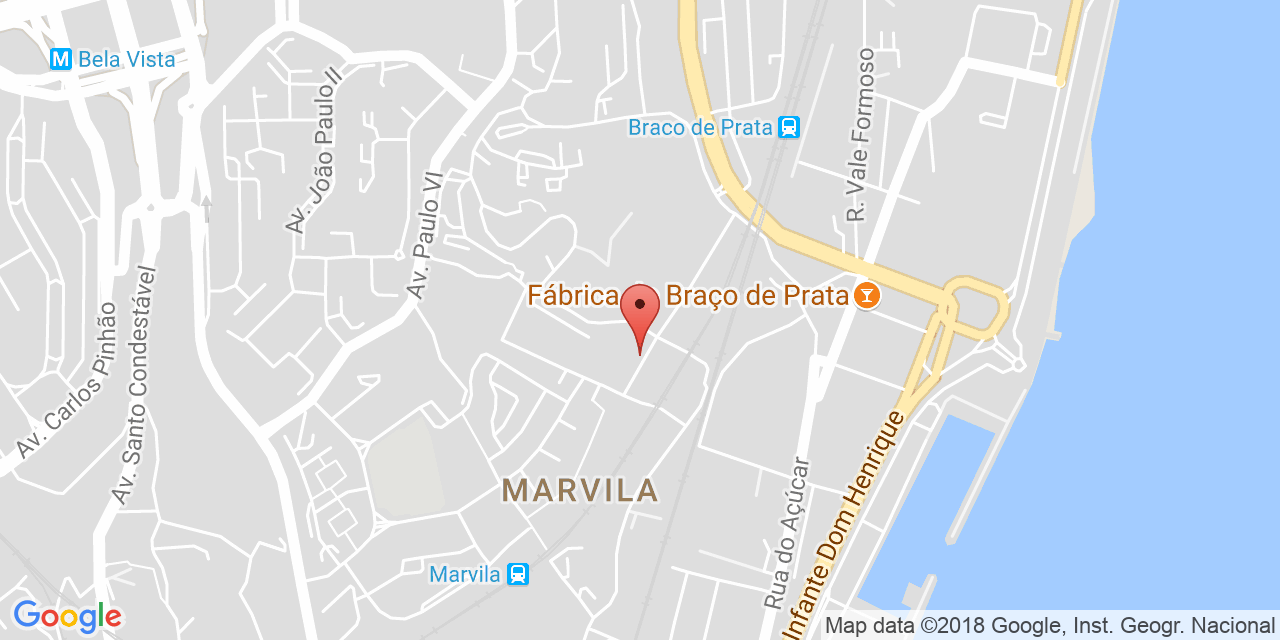 M Bela Vista
Braco de Prata
R. Vale Formoso
Av. João Paulo II
Av. Paulo VI
Av. Carlos Pinhão
Av. Santo Condestável
Fábrica Braço de Prata
MARVILA
Marvila
Rua do Açúcar
Infante Dom Henrique
Google
Map data ©2018 Google, Inst. Geogr. Nacional